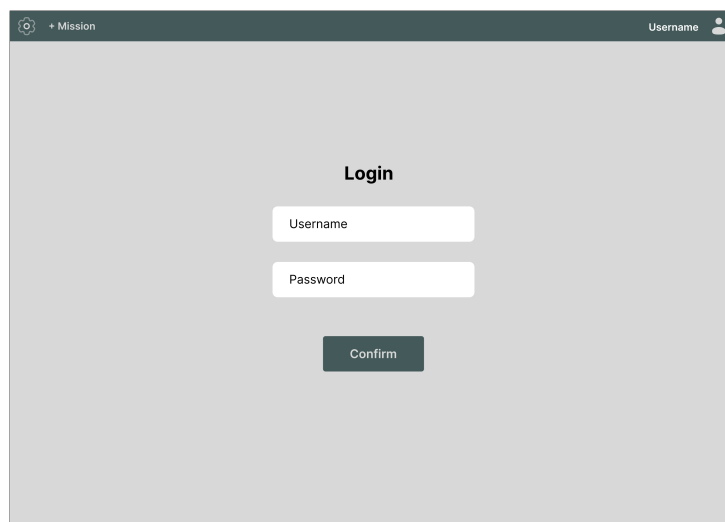 + Mission Username
Login
Username
Password
Confirm